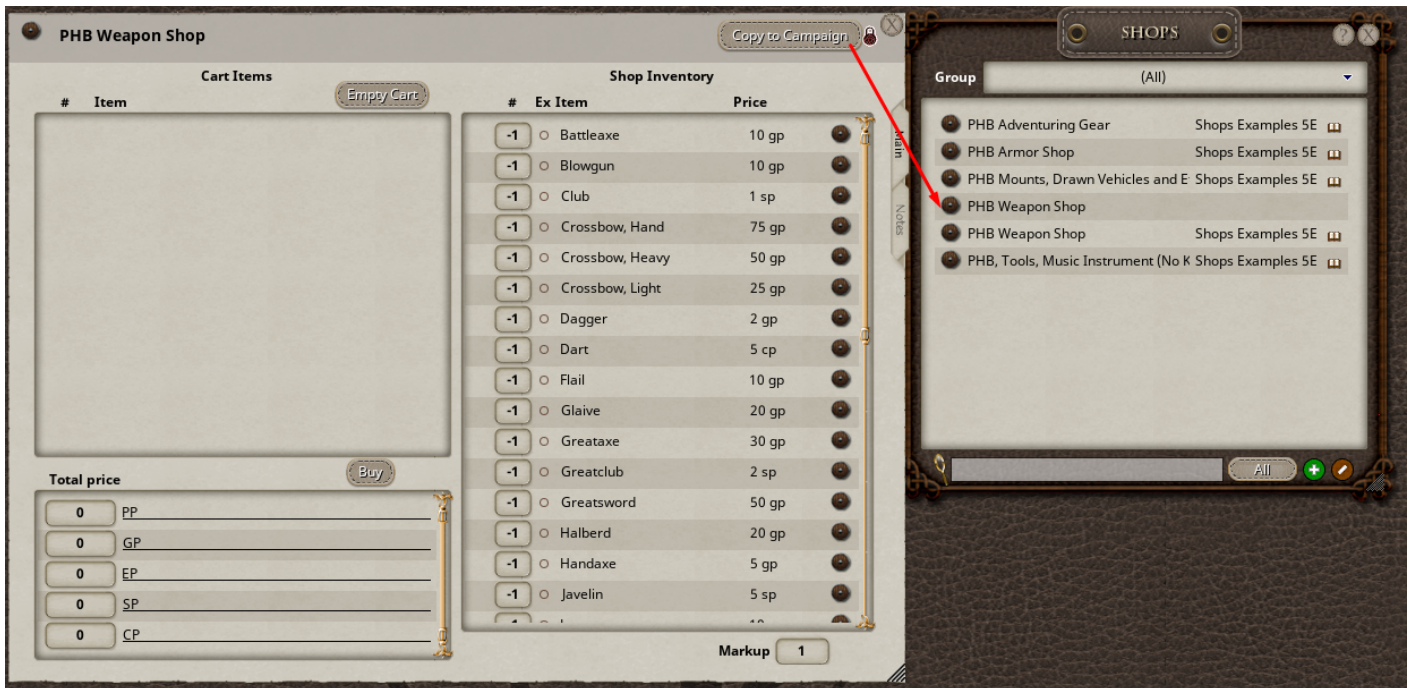 PHB Weapon Shop
Copy to Campaign
X
Cart Items
Empty Cart
# Item
Shop Inventory
# Ex Item Price
-1 Battleaxe 10 gp
-1 Blowgun 10 gp
-1 Club 1 sp
-1 Crossbow, Hand 75 gp
-1 Crossbow, Heavy 50 gp
-1 Crossbow, Light 25 gp
-1 Dagger 2 gp
-1 Dart 5 cp
-1 Flail 10 gp
-1 Glaive 20 gp
-1 Greataxe 30 gp
-1 Greatclub 2 sp
-1 Greatsword 50 gp
-1 Halberd 20 gp
-1 Handaxe 5 gp
-1 Javelin 5 sp
Main
Notes
Total price
Buy
0 PP
0 GP
0 EP
0 SP
0 CP
Markup 1
SHOPS
? X
Group (All)
PHB Adventuring Gear Shops Examples 5E
PHB Armor Shop Shops Examples 5E
PHB Mounts, Drawn Vehicles and E Shops Examples 5E
PHB Weapon Shop
PHB Weapon Shop Shops Examples 5E
PHB, Tools, Music Instrument (No K Shops Examples 5E
All